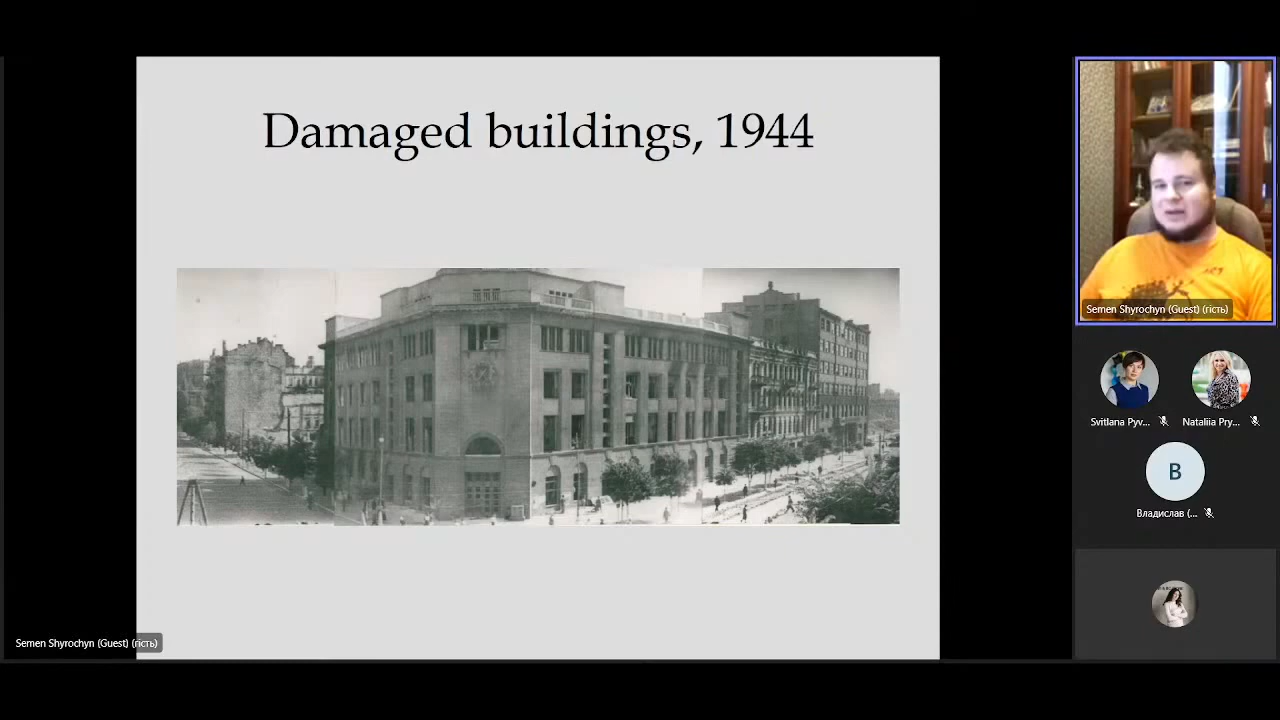 Damaged buildings, 1944
Semen Shyrochyn (Guest) (гість)
Svitlana Pyv...
Nataliia Pry...
B
Владислав (...
Semen Shyrochyn (Guest) (гість)